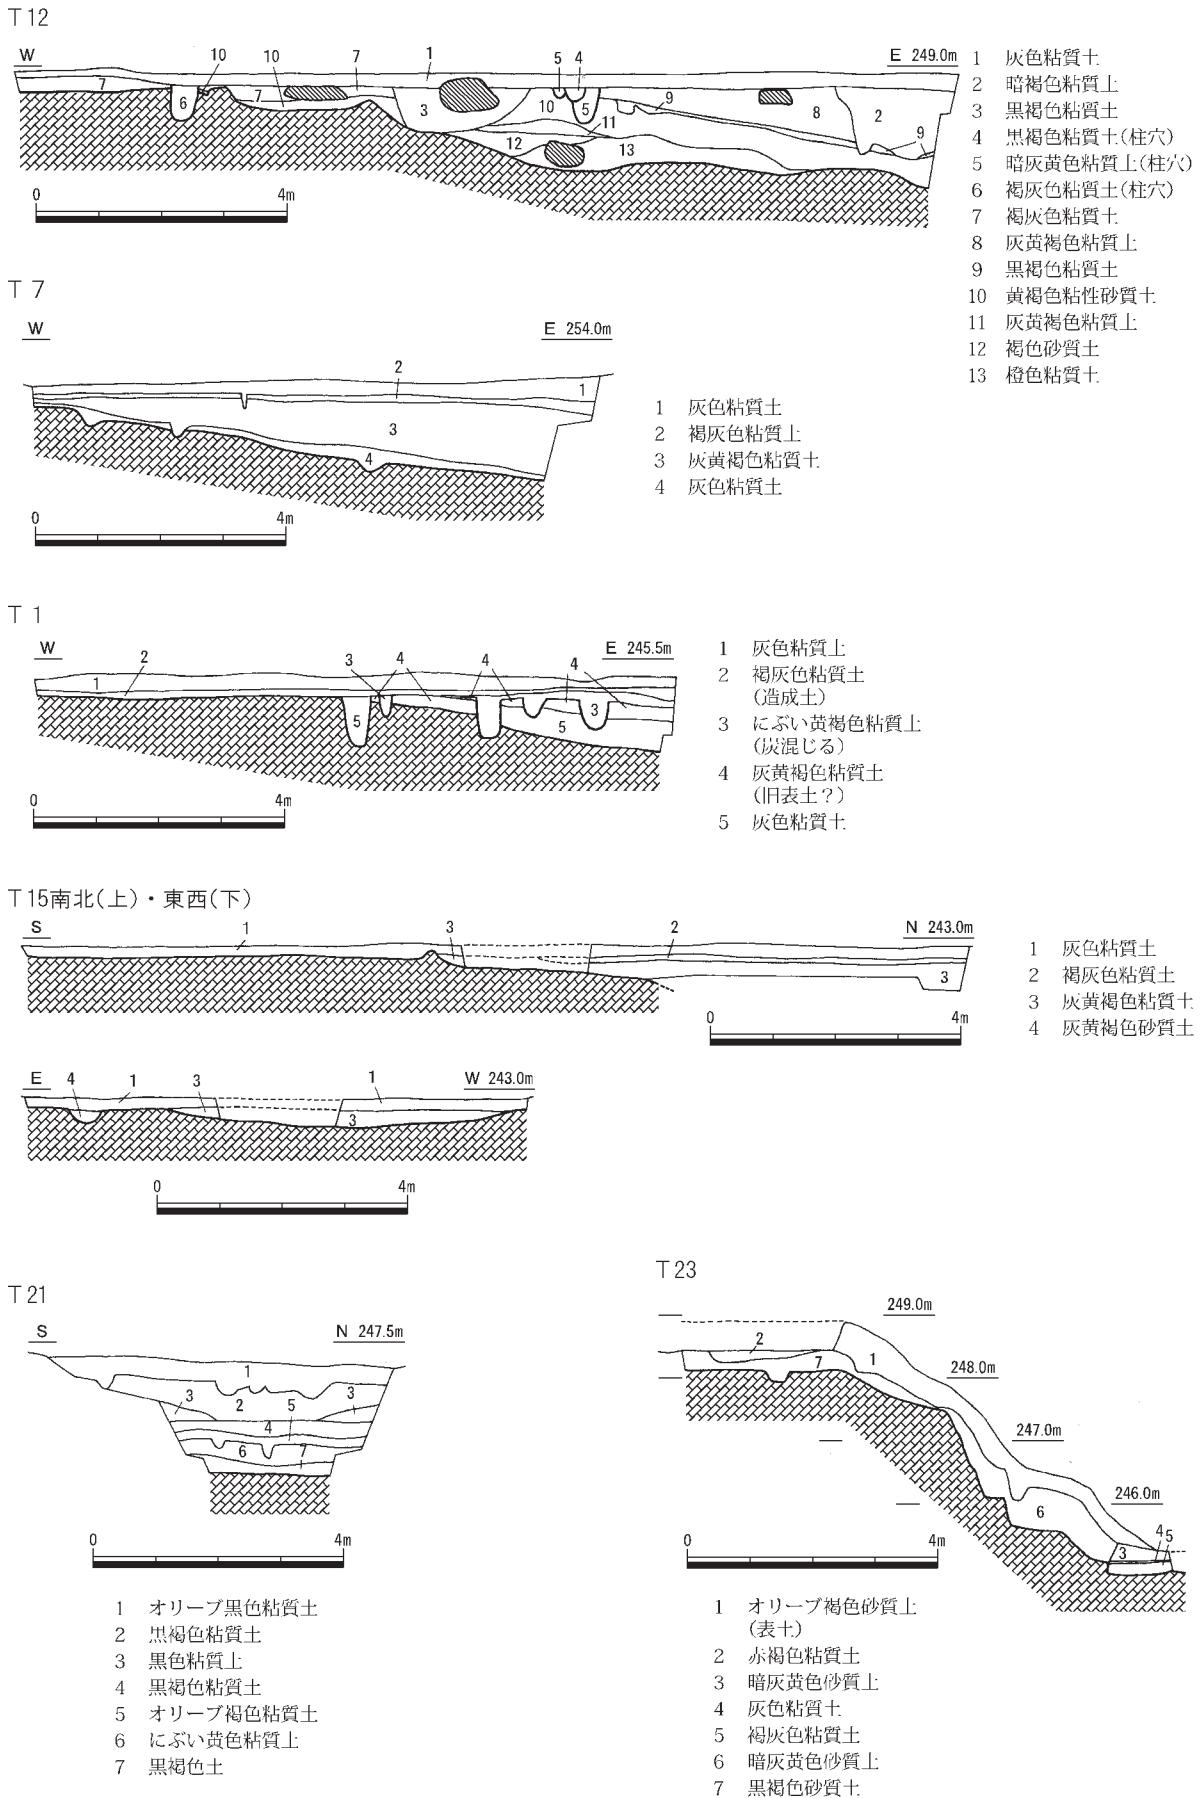 T 12
W
10
10
7
1
5
4
E 249.0m
7
6
7
3
10
5
9
8
2
11
12
13
9
0
4m
1 灰色粘質土
2 暗褐色粘質土
3 黒褐色粘質土
4 黒褐色粘質土(柱穴)
5 暗灰黄色粘質土(柱穴)
6 褐灰色粘質土(柱穴)
7 褐灰色粘質土
8 灰黄褐色粘質土
9 黒褐色粘質土
10 黄褐色粘性砂質土
11 灰黄褐色粘質土
12 褐色砂質土
13 橙色粘質土
T 7
W
E 254.0m
2
1
3
4
0
4m
1 灰色粘質土
2 褐灰色粘質土
3 灰黄褐色粘質土
4 灰色粘質土
T 1
W
2
3
4
4
4
E 245.5m
1
5
3
5
0
4m
1 灰色粘質土
2 褐灰色粘質土
(造成土)
3 にぶい黄褐色粘質土
(炭混じる)
4 灰黄褐色粘質土
(旧表土?)
5 灰色粘質土
T 15南北(上)・東西(下)
S
1
3
2
N 243.0m
3
0
4m
1 灰色粘質土
2 褐灰色粘質土
3 灰黄褐色粘質土
4 灰黄褐色砂質土
E
4
1
3
1
W 243.0m
3
0
4m
T 21
S
N 247.5m
1
3
2
5
3
4
6
7
0
4m
1 オリーブ黒色粘質土
2 黒褐色粘質土
3 黒色粘質土
4 黒褐色粘質土
5 オリーブ褐色粘質土
6 にぶい黄色粘質土
7 黒褐色土
T 23
249.0m
2
7
1
248.0m
247.0m
246.0m
6
3
4
5
0
4m
1 オリーブ褐色砂質土
(表土)
2 赤褐色粘質土
3 暗灰黄色砂質土
4 灰色粘質土
5 褐灰色粘質土
6 暗灰黄色砂質土
7 黒褐色砂質土